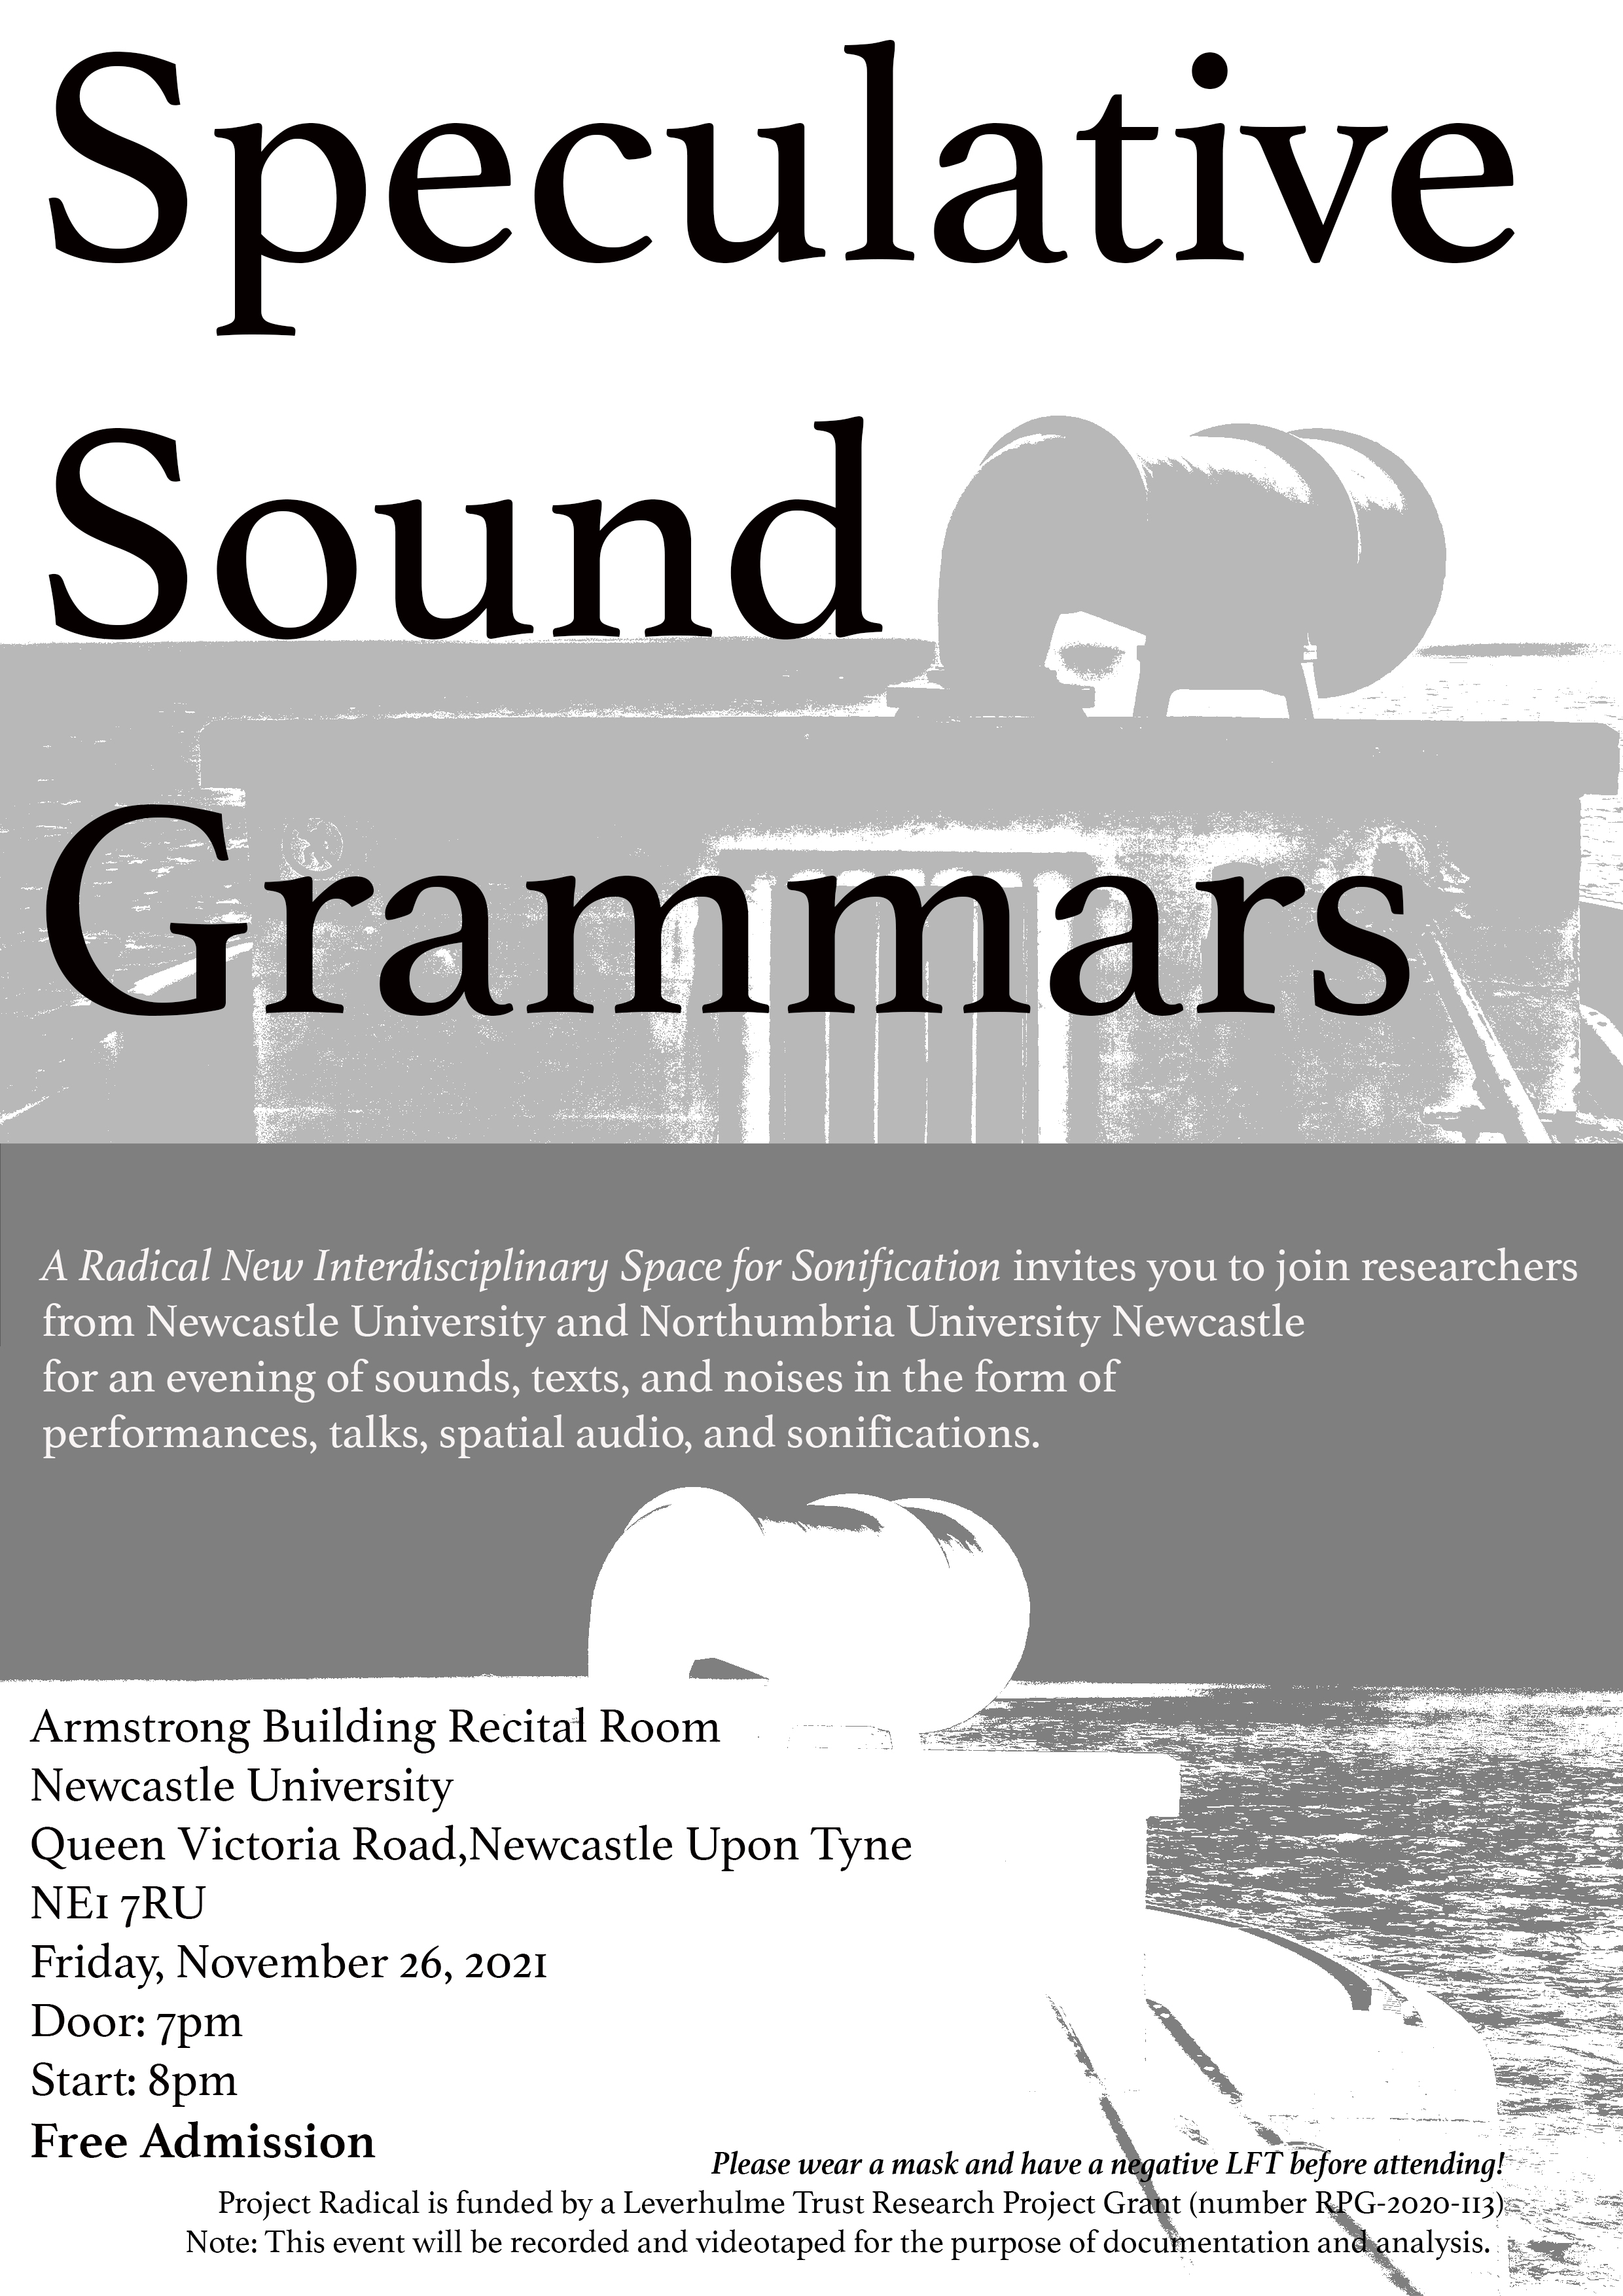 Speculative
Sound
Grammars
A Radical New Interdisciplinary Space for Sonification invites you to join researchers
from Newcastle University and Northumbria University Newcastle
for an evening of sounds, texts, and noises in the form of
performances, talks, spatial audio, and sonifications.
Armstrong Building Recital Room
Newcastle University
Queen Victoria Road,Newcastle Upon Tyne
NE1 7RU
Friday, November 26, 2021
Door: 7pm
Start: 8pm
Free Admission
Please wear a mask and have a negative LFT before attending!
Project Radical is funded by a Leverhulme Trust Research Project Grant (number RPG-2020-113)
Note: This event will be recorded and videotaped for the purpose of documentation and analysis.